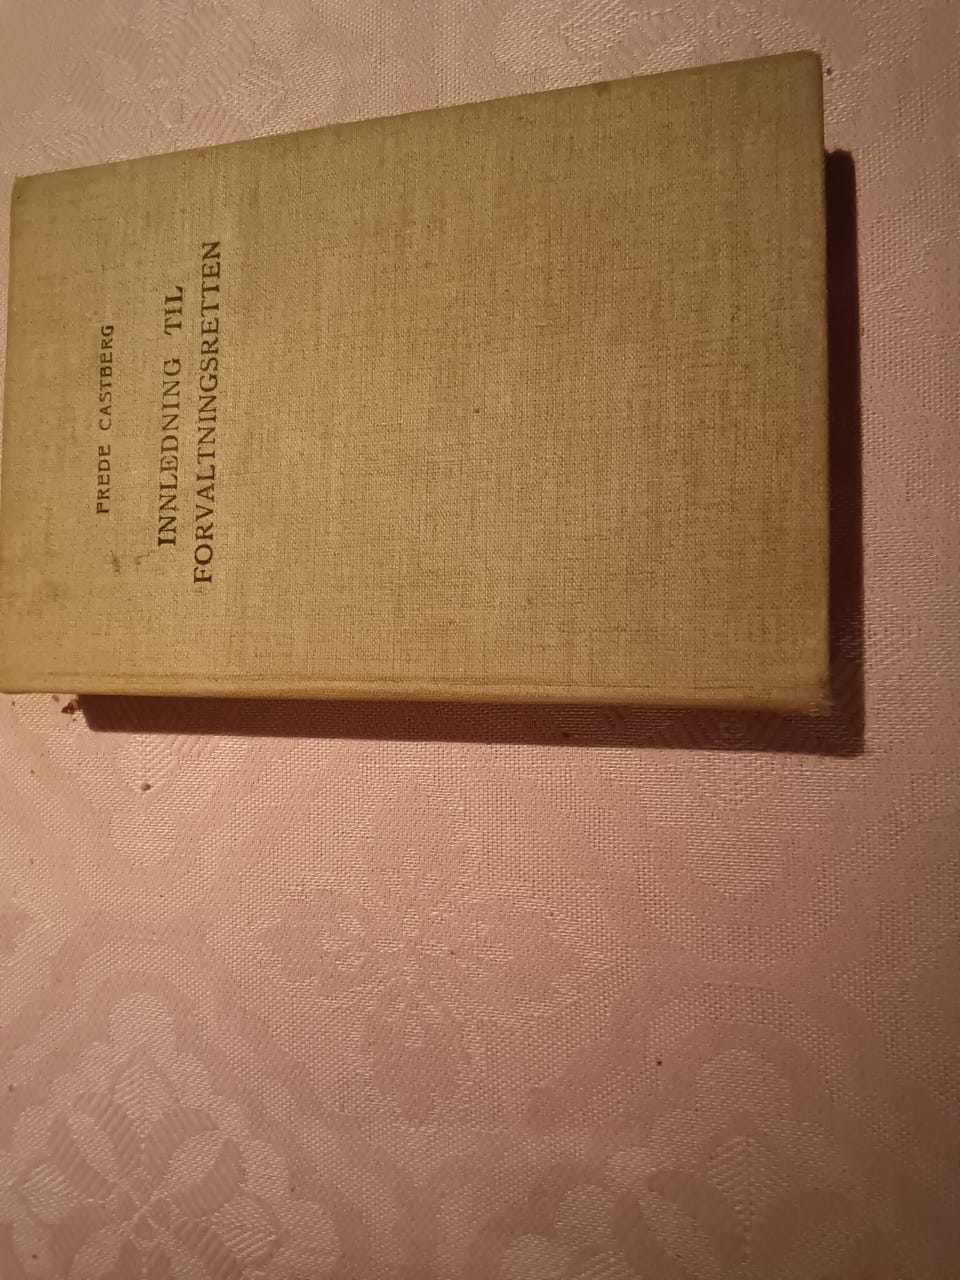 FREDE CASTBERG
INNLEDNING TIL
FORVALTNINGSRETTEN